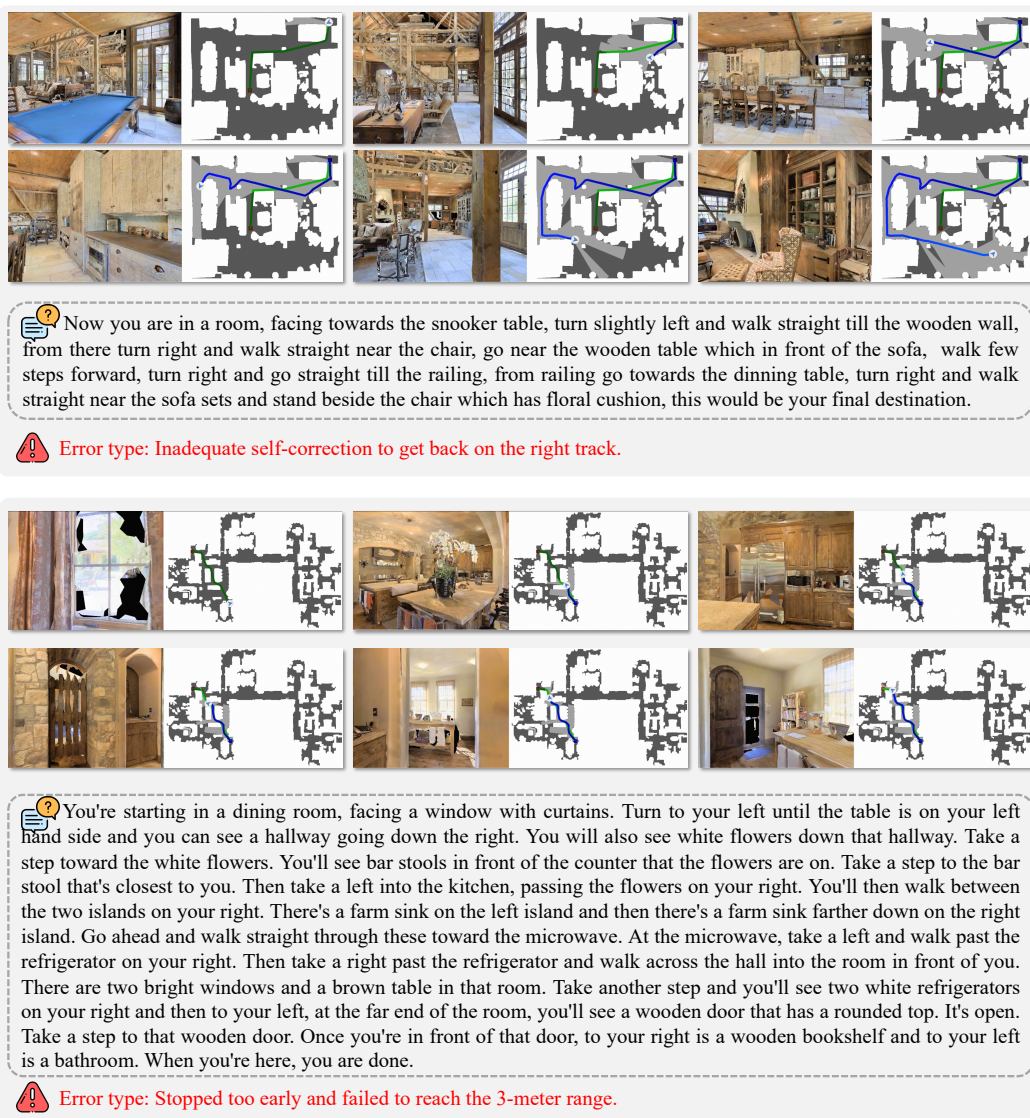 Now you are in a room, facing towards the snooker table, turn slightly left and walk straight till the wooden wall,
from there turn right and walk straight near the chair, go near the wooden table which in front of the sofa, walk few
steps forward, turn right and go straight till the railing, from railing go towards the dinning table, turn right and walk
straight near the sofa sets and stand beside the chair which has floral cushion, this would be your final destination.
Error type: Inadequate self-correction to get back on the right track.
You're starting in a dining room, facing a window with curtains. Turn to your left until the table is on your left
hand side and you can see a hallway going down the right. You will also see white flowers down that hallway. Take a
step toward the white flowers. You'll see bar stools in front of the counter that the flowers are on. Take a step to the bar
stool that's closest to you. Then take a left into the kitchen, passing the flowers on your right. You'll then walk between
the two islands on your right. There's a farm sink on the left island and then there's a farm sink farther down on the right
island. Go ahead and walk straight through these toward the microwave. At the microwave, take a left and walk past the
refrigerator on your right. Then take a right past the refrigerator and walk across the hall into the room in front of you.
There are two bright windows and a brown table in that room. Take another step and you'll see two white refrigerators
on your right and then to your left, at the far end of the room, you'll see a wooden door that has a rounded top. It's open.
Take a step to that wooden door. Once you're in front of that door, to your right is a wooden bookshelf and to your left
is a bathroom. When you're here, you are done.
Error type: Stopped too early and failed to reach the 3-meter range.